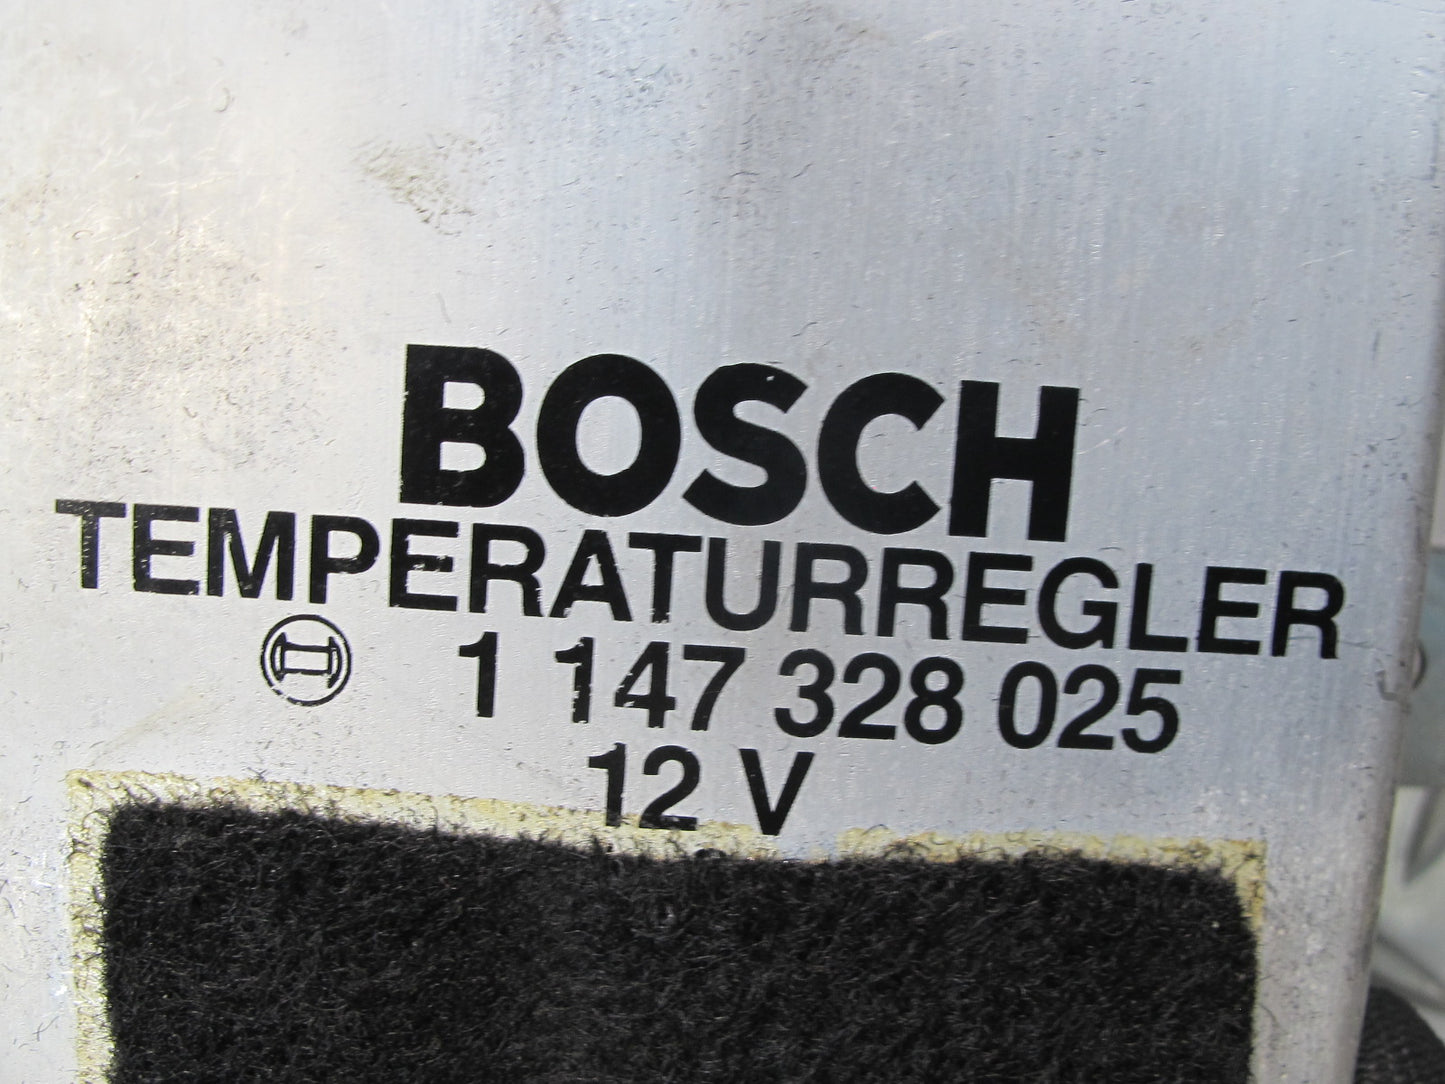 BOSCH
TEMPERATURREGLER
1 147 328 025
12 V